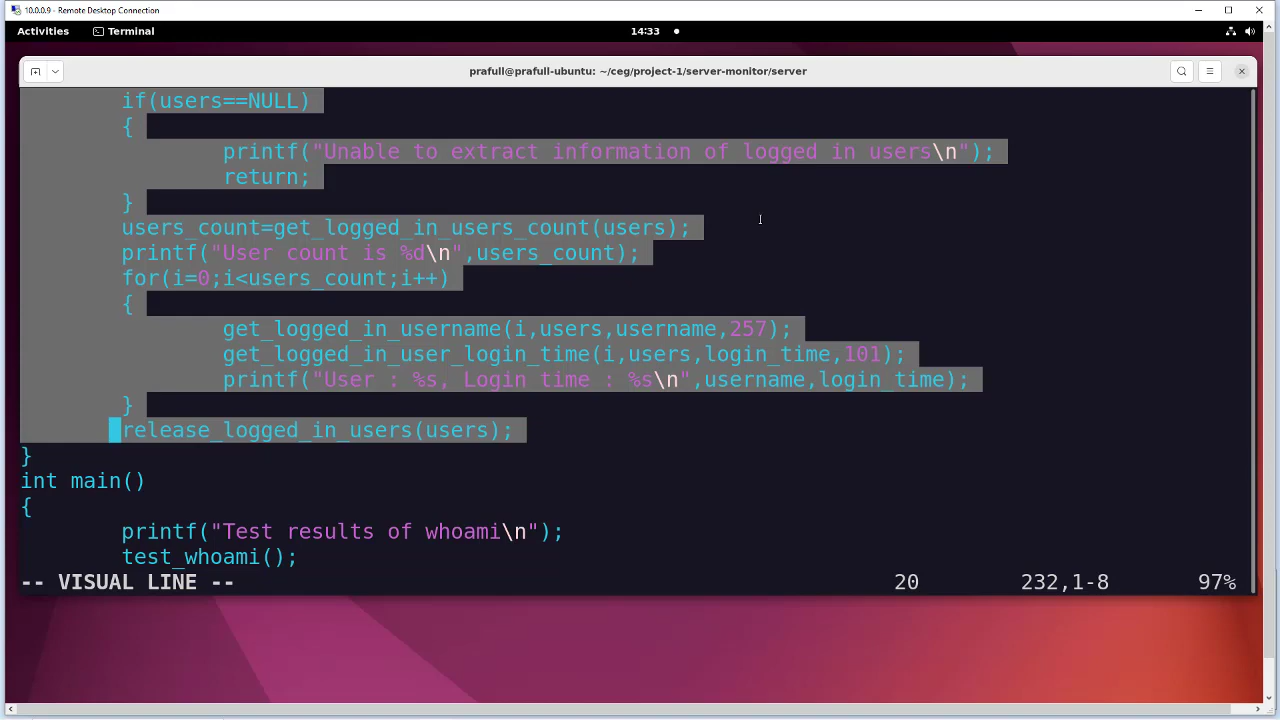 10.0.0.9 - Remote Desktop Connection
Activities Terminal 14:33
prafull@prafull-ubuntu: ~/ceg/project-1/server-monitor/server
if(users==NULL)
{
printf("Unable to extract information of logged in users\n");
return;
}
users_count=get_logged_in_users_count(users);
printf("User count is %d\n",users_count);
for(i=0;i<users_count;i++)
{
get_logged_in_username(i,users,username,257);
get_logged_in_user_login_time(i,users,login_time,101);
printf("User : %s, Login time : %s\n",username,login_time);
}
release_logged_in_users(users);
}
int main()
{
printf("Test results of whoami\n");
test_whoami();
-- VISUAL LINE -- 20 232,1-8 97%